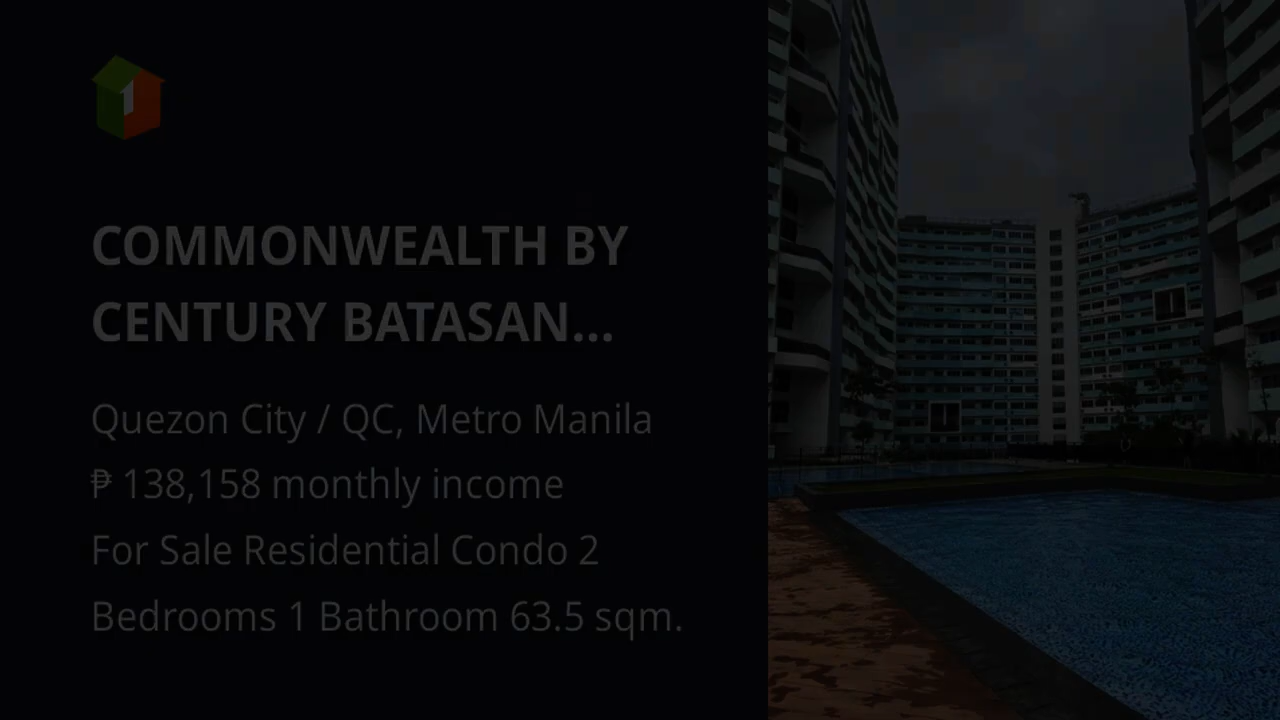 COMMONWEALTH BY
CENTURY BATASAN...
Quezon City / QC, Metro Manila
₱ 138,158 monthly income
For Sale Residential Condo 2
Bedrooms 1 Bathroom 63.5 sqm.